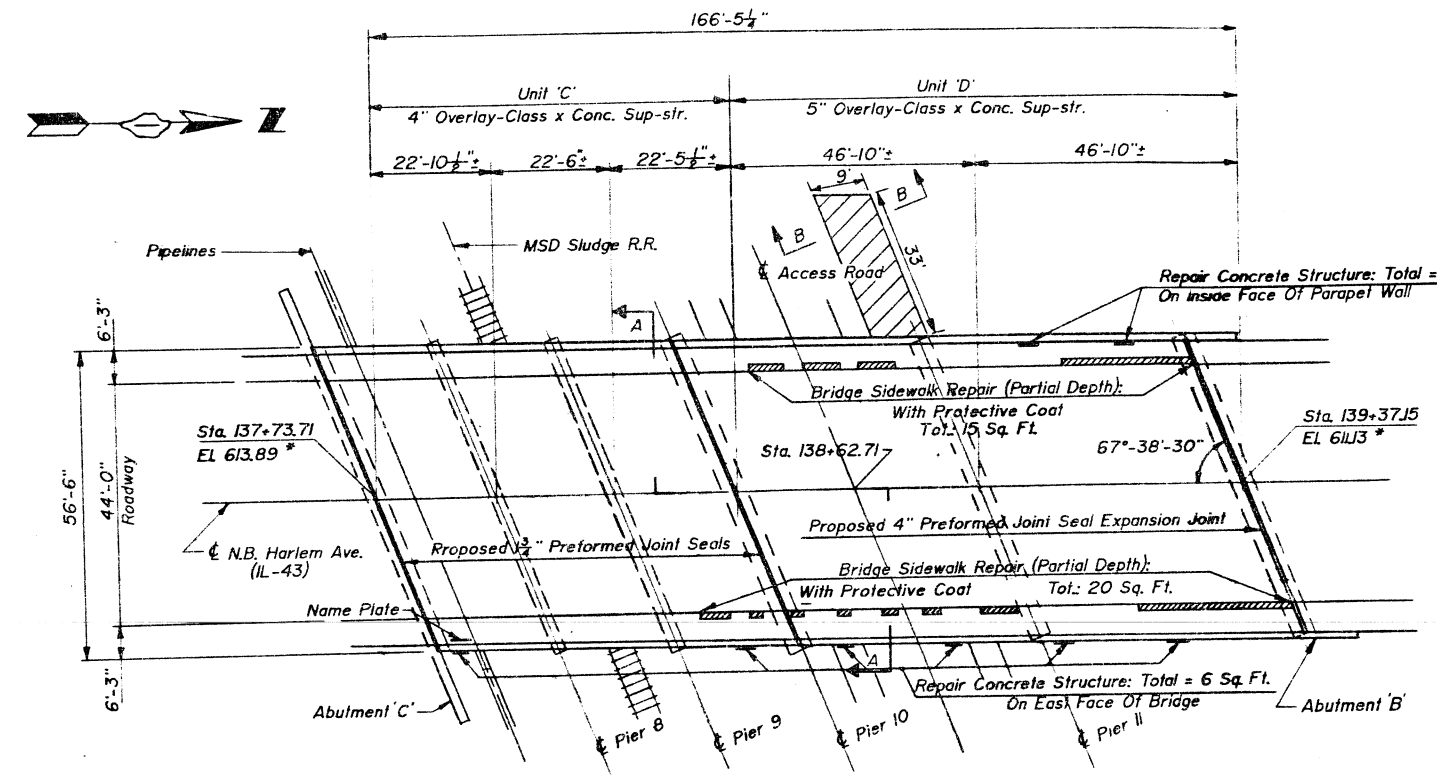 166'-5 1/4"
Unit 'C'
4" Overlay-Class x Conc. Sup-str.
Unit 'D'
5" Overlay-Class x Conc. Sup-str.
Z
22'-10 1/2"±
22'-6"±
22'-5 1/2"±
46'-10"±
46'-10"±
9'
B
B
33'
Pipelines
MSD Sludge R.R.
℄ Access Road
Repair Concrete Structure: Total =
On Inside Face Of Parapet Wall
6'-3"
A
Bridge Sidewalk Repair (Partial Depth):
With Protective Coat
Tot.: 15 Sq. Ft.
Sta. 137+73.71
El. 613.89 *
Sta. 138+62.71
67°-38'-30"
Sta. 139+37.15
El. 611.13 *
56'-6"
44'-0"
Roadway
℄ N.B. Harlem Ave.
(IL-43)
Proposed 1 3/4" Preformed Joint Seals
Proposed 4" Preformed Joint Seal Expansion Joint
Bridge Sidewalk Repair (Partial Depth):
With Protective Coat Tot.: 20 Sq. Ft.
Name Plate
6'-3"
A
Repair Concrete Structure: Total = 6 Sq. Ft.
On East Face Of Bridge
Abutment 'C'
℄ Pier 8
℄ Pier 9
℄ Pier 10
℄ Pier 11
Abutment 'B'